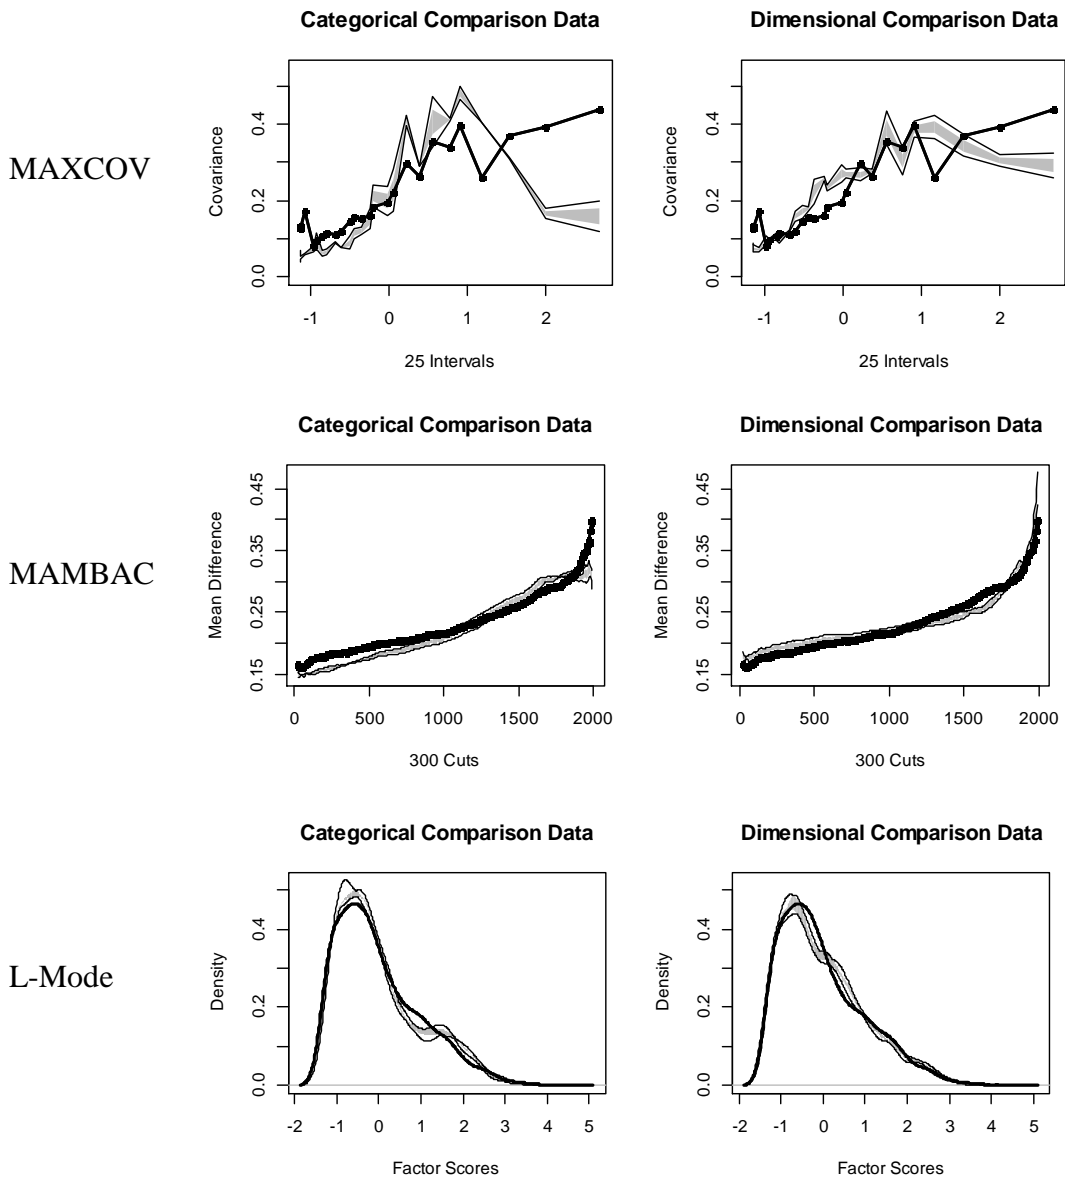 Categorical Comparison Data
Dimensional Comparison Data
MAXCOV
Covariance
0.0 0.2 0.4
-1 0 1 2
25 Intervals
Covariance
0.0 0.2 0.4
-1 0 1 2
25 Intervals
Categorical Comparison Data
Dimensional Comparison Data
MAMBAC
Mean Difference
0.15 0.25 0.35 0.45
0 500 1000 1500 2000
300 Cuts
Mean Difference
0.15 0.25 0.35 0.45
0 500 1000 1500 2000
300 Cuts
Categorical Comparison Data
Dimensional Comparison Data
L-Mode
Density
0.0 0.2 0.4
-2 -1 0 1 2 3 4 5
Factor Scores
Density
0.0 0.2 0.4
-2 -1 0 1 2 3 4 5
Factor Scores